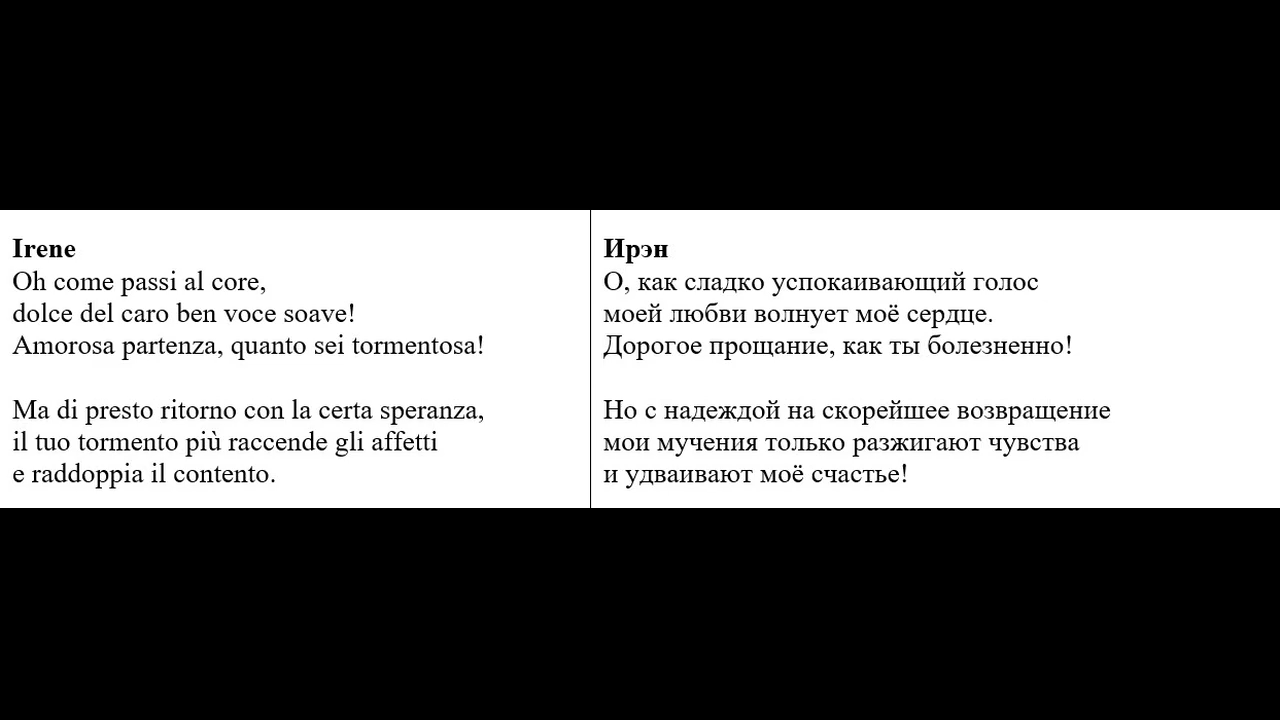 Irene
Oh come passi al core,
dolce del caro ben voce soave!
Amorosa partenza, quanto sei tormentosa!
Ma di presto ritorno con la certa speranza,
il tuo tormento più raccende gli affetti
e raddoppia il contento.
Ирэн
О, как сладко успокаивающий голос
моей любви волнует моё сердце.
Дорогое прощание, как ты болезненно!
Но с надеждой на скорейшее возвращение
мои мучения только разжигают чувства
и удваивают моё счастье!